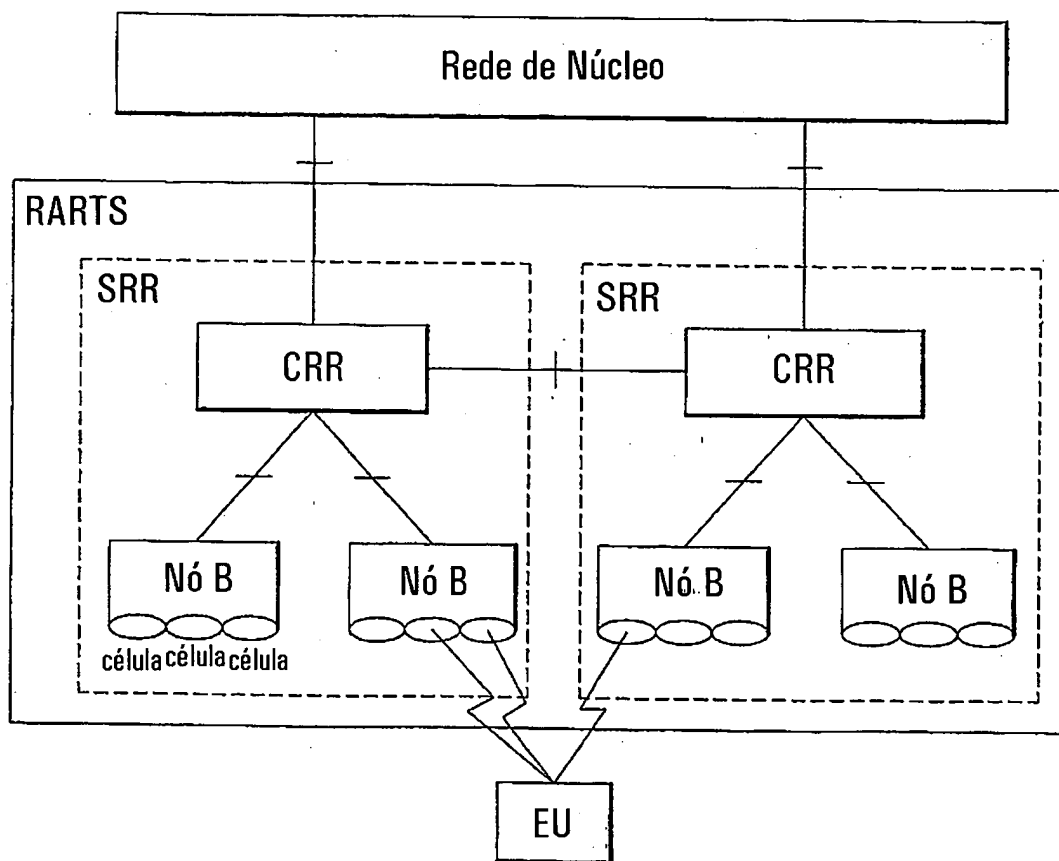 Rede de Núcleo
RARTS
SRR
SRR
CRR
CRR
Nó B
Nó B
Nó B
Nó B
célula célula célula
EU